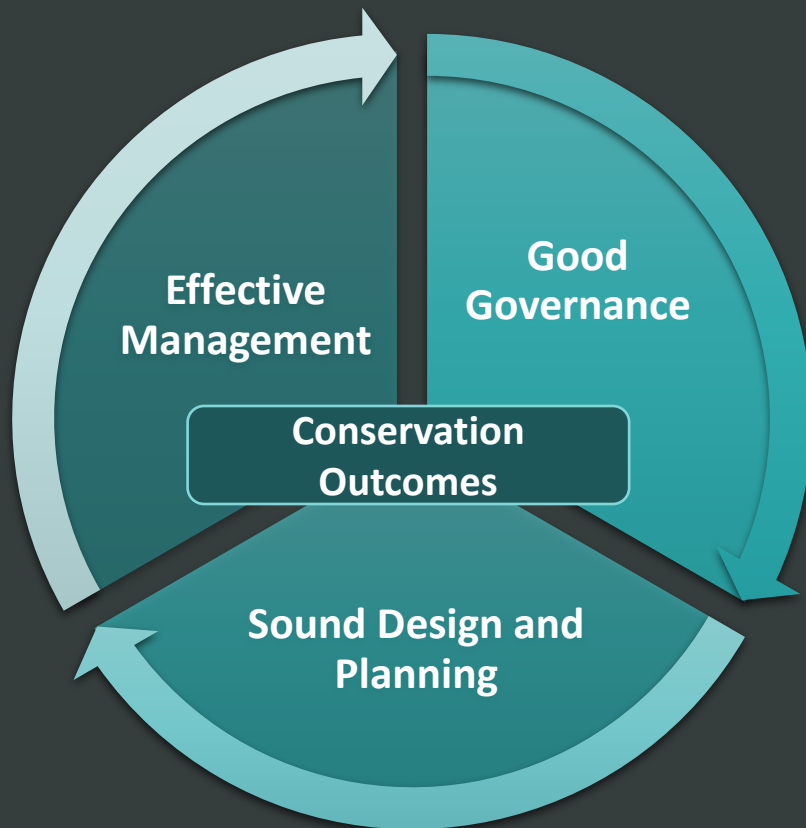 Effective
Management
Good
Governance
Conservation
Outcomes
Sound Design and
Planning